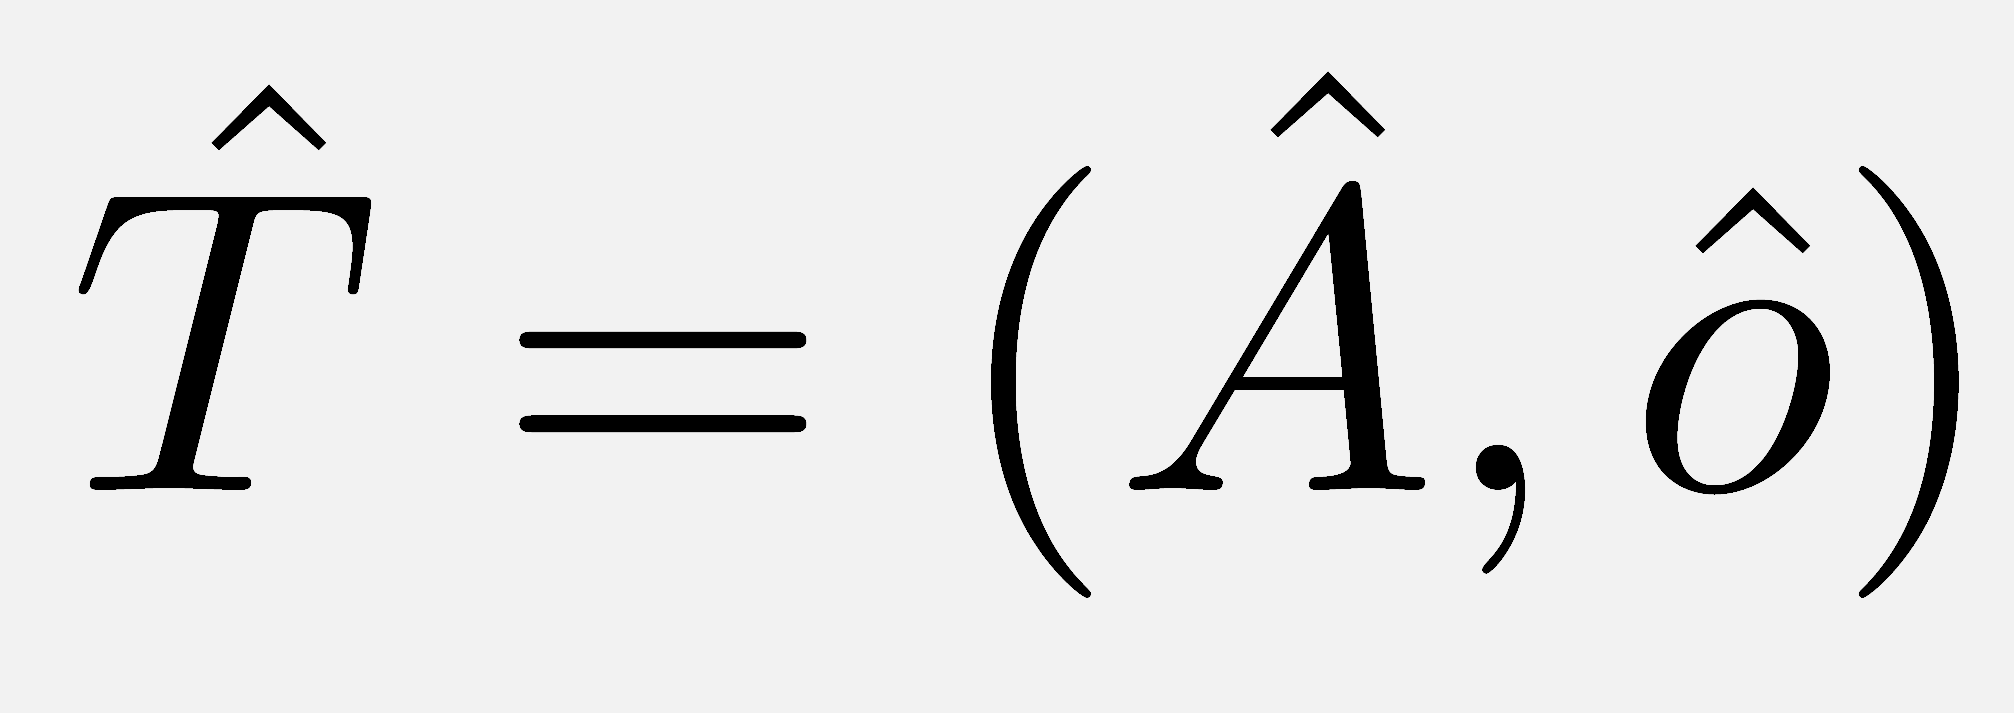 T̂ = (Â, ô)